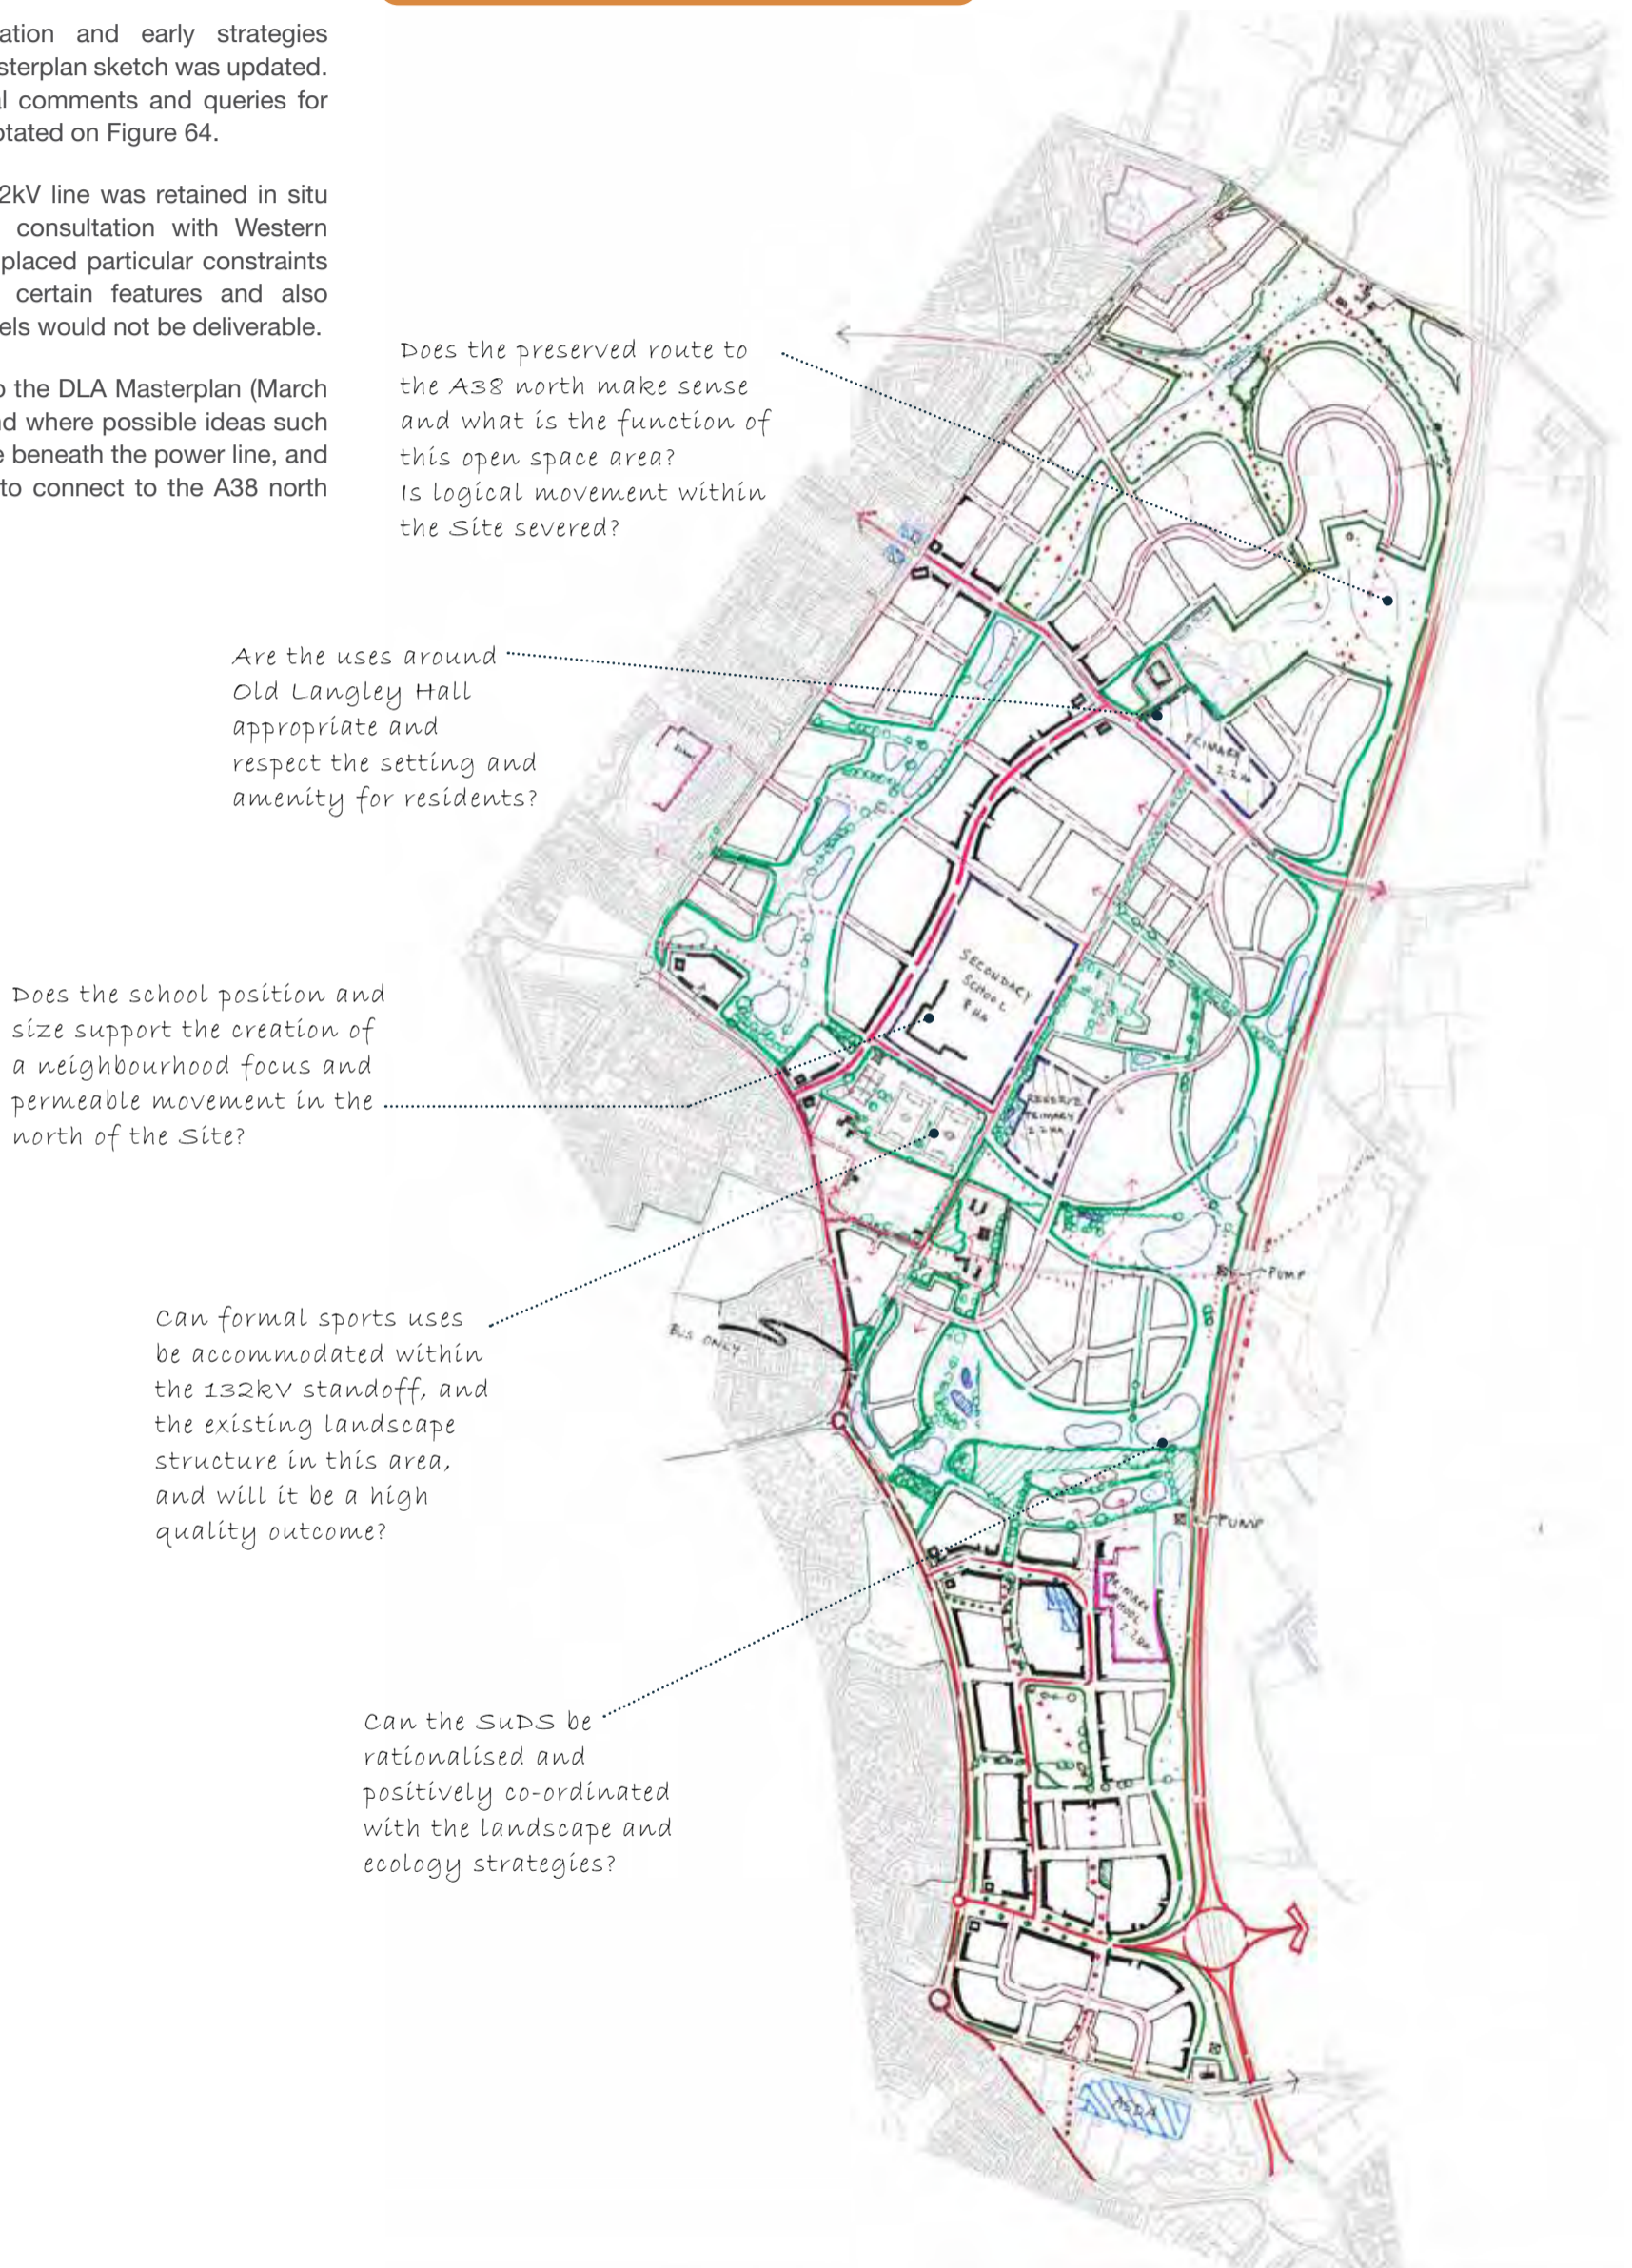 ation and early strategies
sterplan sketch was updated.
l comments and queries for
otated on Figure 64.
2kV line was retained in situ
consultation with Western
placed particular constraints
certain features and also
els would not be deliverable.
o the DLA Masterplan (March
nd where possible ideas such
e beneath the power line, and
to connect to the A38 north
Does the preserved route to
the A38 north make sense
and what is the function of
this open space area?
Is logical movement within
the Site severed?
Are the uses around
Old Langley Hall
appropriate and
respect the setting and
amenity for residents?
PRIMARY
2.2 HA
Does the school position and
size support the creation of
a neighbourhood focus and
permeable movement in the
north of the Site?
SECONDARY
SCHOOL
8 HA
RESERVE
PRIMARY
2.2 HA
PUMP
BUS ONLY
Can formal sports uses
be accommodated within
the 132kV standoff, and
the existing landscape
structure in this area,
and will it be a high
quality outcome?
PUMP
PRIMARY
SCHOOL
2.2 HA
Can the SuDS be
rationalised and
positively co-ordinated
with the landscape and
ecology strategies?
ASDA